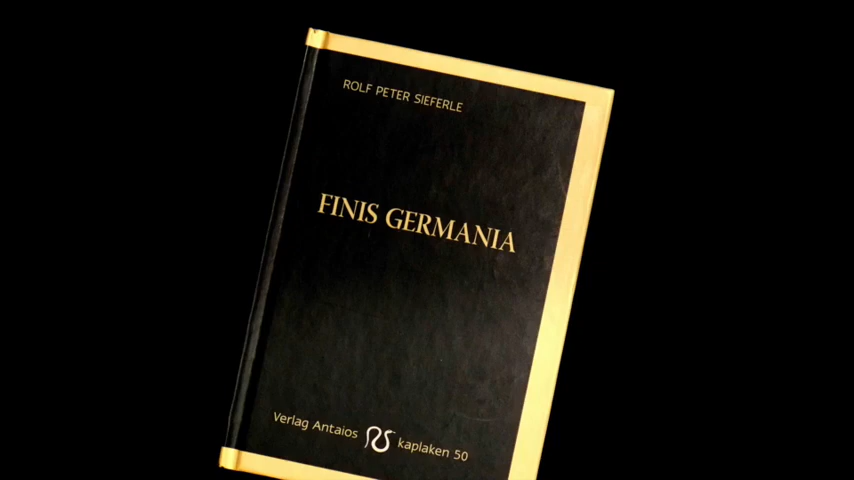 ROLF PETER SIEFERLE
FINIS GERMANIA
Verlag Antaios kaplaken 50